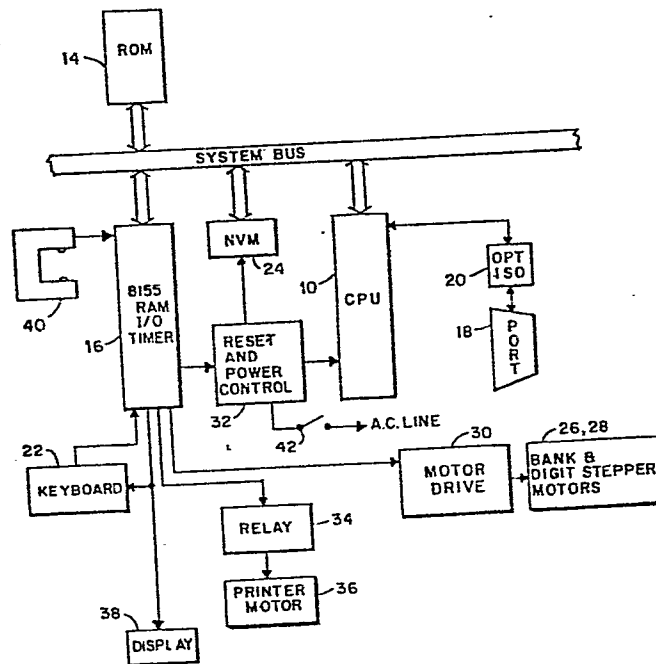 14
ROM
SYSTEM BUS
40
8155
RAM
I/O
TIMER
16
NVM
24
10
CPU
20
OPT
ISO
18
PORT
RESET
AND
POWER
CONTROL
32
42
A.C. LINE
22
KEYBOARD
30
MOTOR
DRIVE
26, 28
BANK &
DIGIT STEPPER
MOTORS
RELAY
34
PRINTER
MOTOR
36
38
DISPLAY